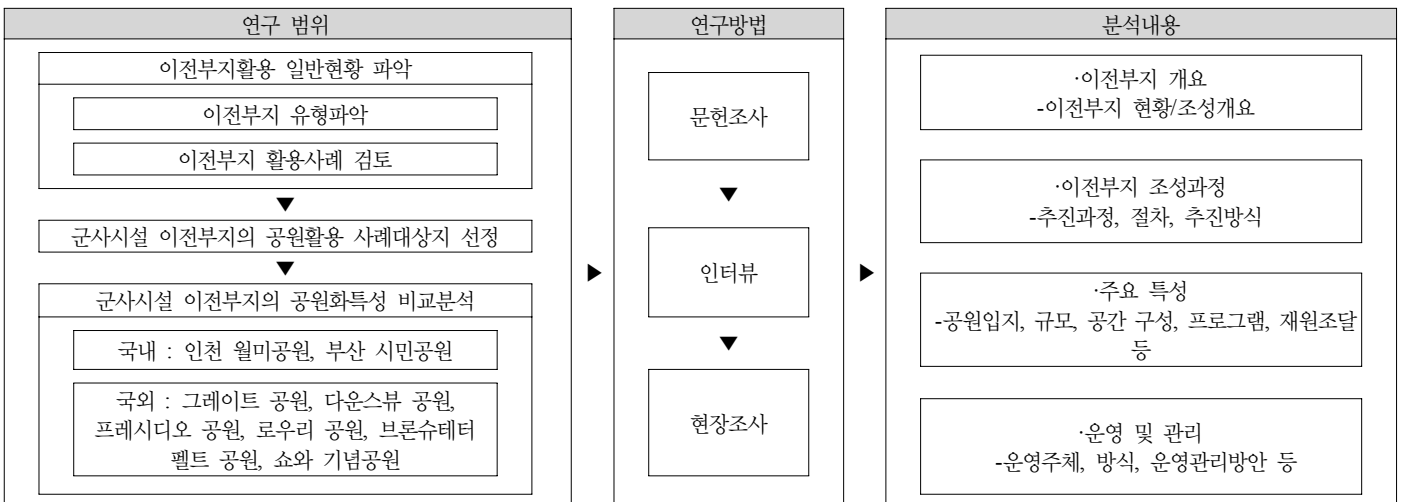 연구 범위
이전부지활용 일반현황 파악
이전부지 유형파악
이전부지 활용사례 검토
▼
군사시설 이전부지의 공원활용 사례대상지 선정
▼
군사시설 이전부지의 공원화특성 비교분석
국내 : 인천 월미공원, 부산 시민공원
국외 : 그레이트 공원, 다운스뷰 공원,
프레시디오 공원, 로우리 공원, 브론슈테터
펠트 공원, 쇼와 기념공원
▶
연구방법
문헌조사
▼
인터뷰
▼
현장조사
▶
분석내용
·이전부지 개요
-이전부지 현황/조성개요
·이전부지 조성과정
-추진과정, 절차, 추진방식
·주요 특성
-공원입지, 규모, 공간 구성, 프로그램, 재원조달
등
·운영 및 관리
-운영주체, 방식, 운영관리방안 등